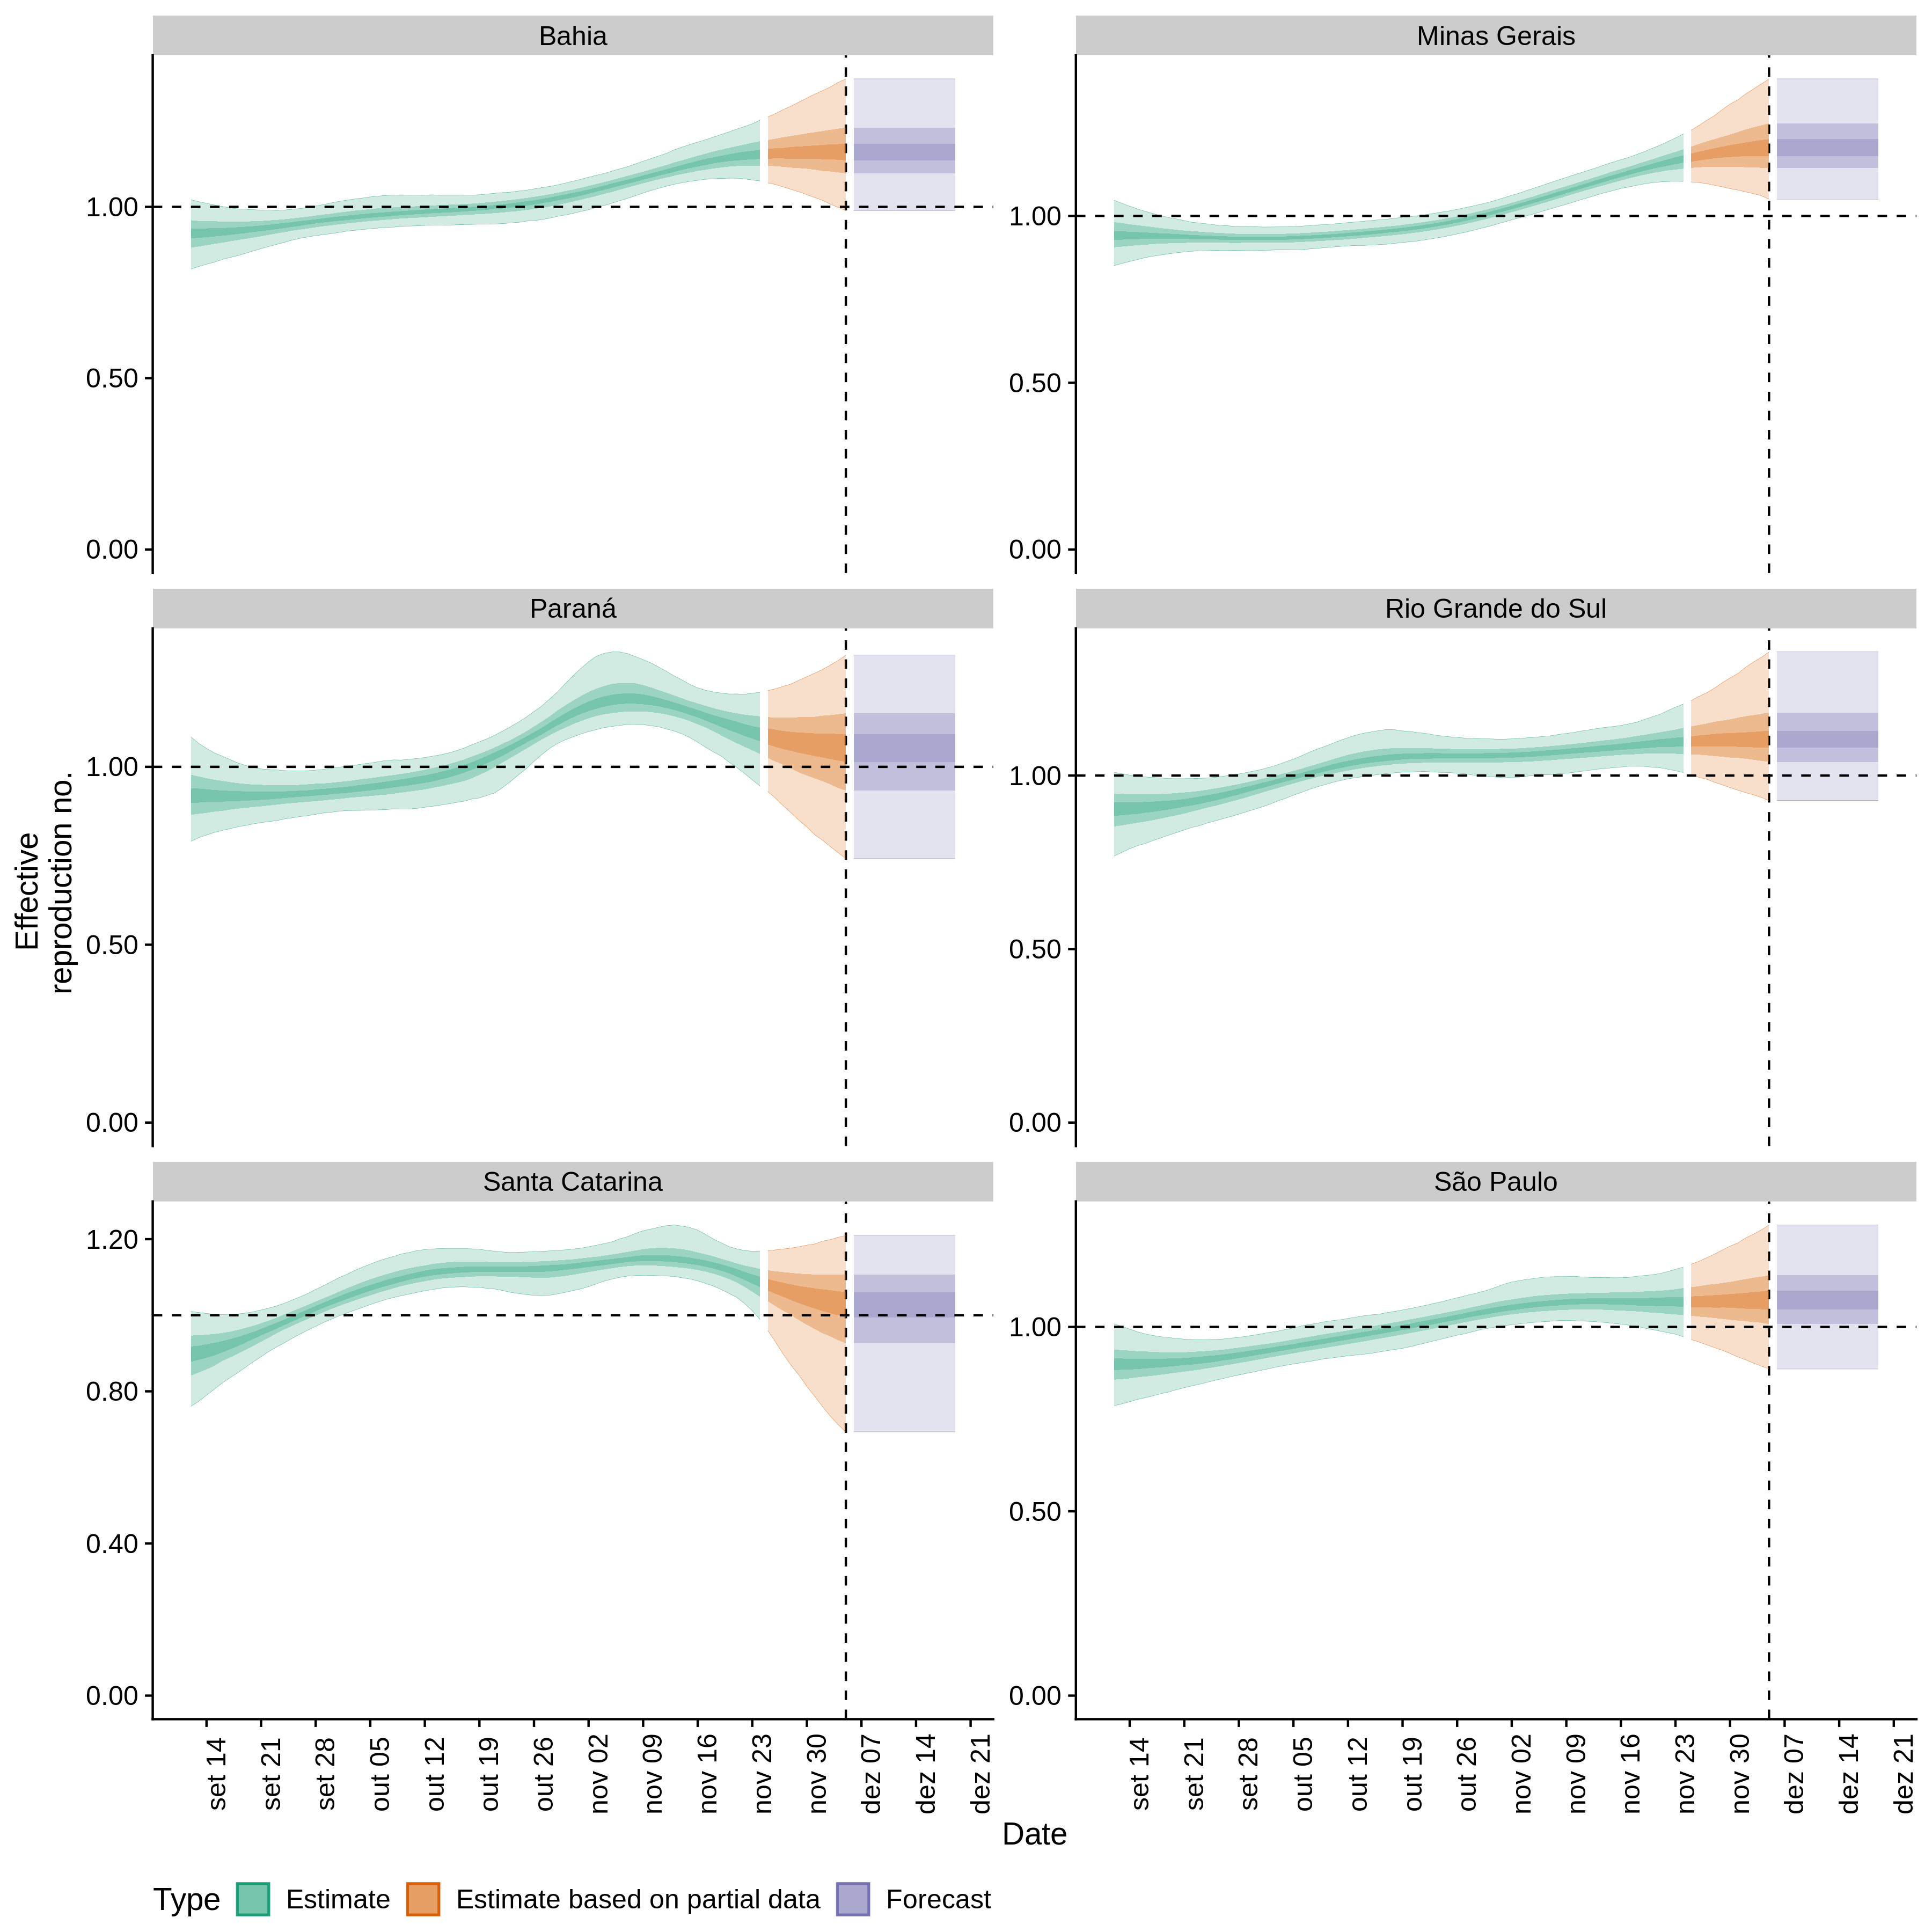 Bahia
Minas Gerais
1.00
0.50
0.00
1.00
0.50
0.00
Paraná
Rio Grande do Sul
1.00
0.50
0.00
1.00
0.50
0.00
Effective
reproduction no.
Santa Catarina
São Paulo
1.20
0.80
0.40
0.00
1.00
0.50
0.00
set 14
set 21
set 28
out 05
out 12
out 19
out 26
nov 02
nov 09
nov 16
nov 23
nov 30
dez 07
dez 14
dez 21
set 14
set 21
set 28
out 05
out 12
out 19
out 26
nov 02
nov 09
nov 16
nov 23
nov 30
dez 07
dez 14
dez 21
Date
Type Estimate Estimate based on partial data Forecast